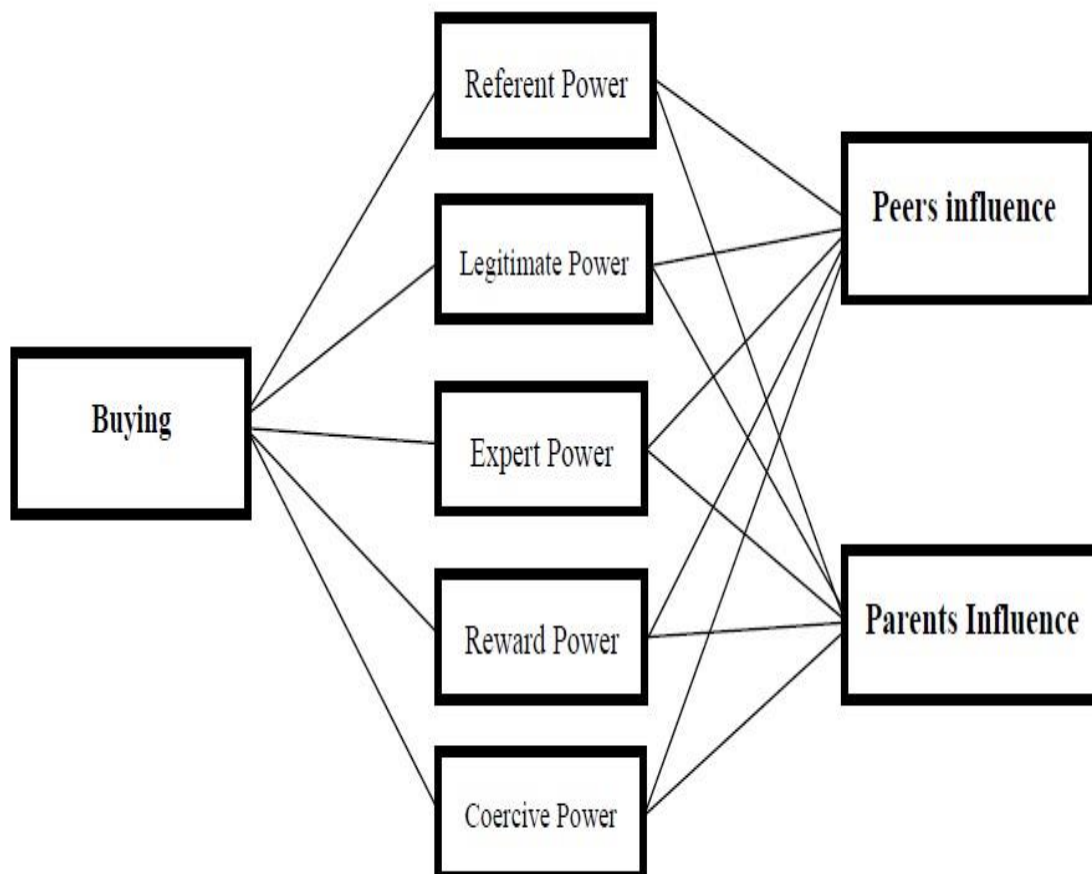 Referent Power
Peers influence
Legitimate Power
Buying
Expert Power
Parents Influence
Reward Power
Coercive Power